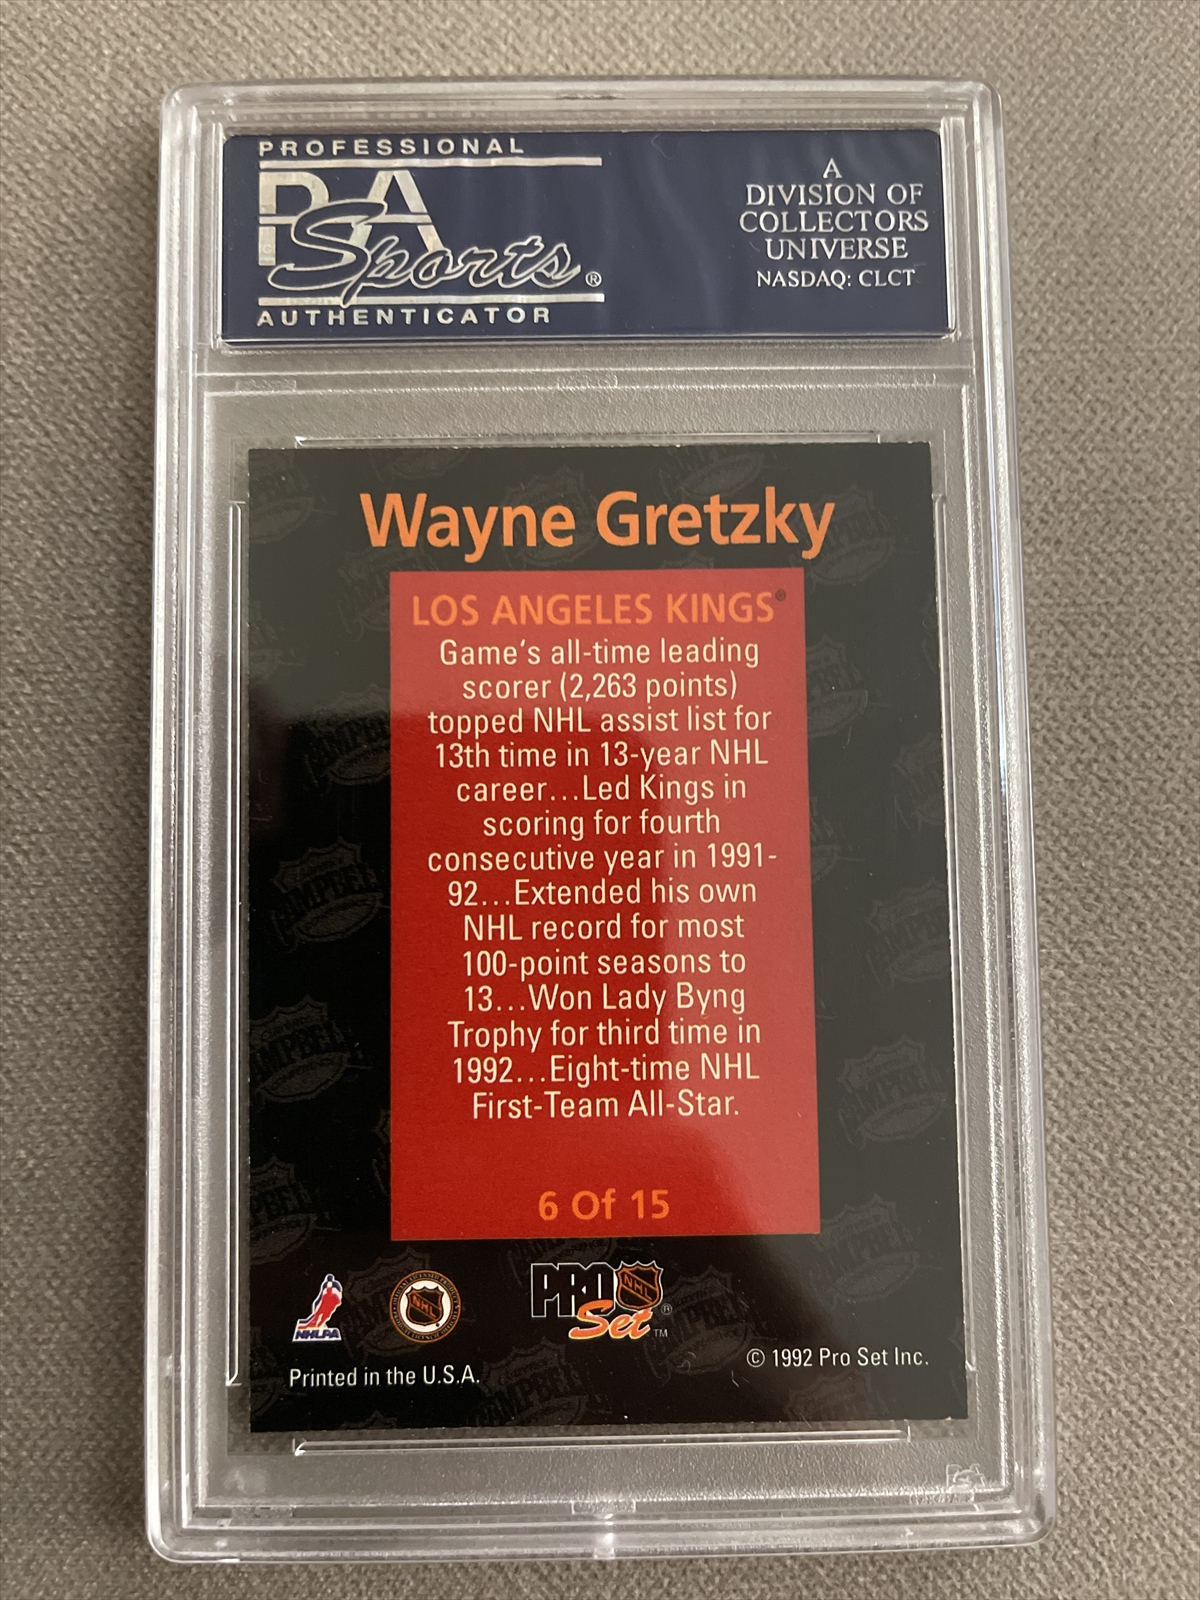 PROFESSIONAL
PSA
Sports®
AUTHENTICATOR
A
DIVISION OF
COLLECTORS
UNIVERSE
NASDAQ: CLCT
Wayne Gretzky
LOS ANGELES KINGS®
Game‘s all-time leading
scorer (2,263 points)
topped NHL assist list for
13th time in 13-year NHL
career...Led Kings in
scoring for fourth
consecutive year in 1991-
92...Extended his own
NHL record for most
100-point seasons to
13...Won Lady Byng
Trophy for third time in
1992...Eight-time NHL
First-Team All-Star.
6 Of 15
NHLPA
NHL
PRO NHL
Set™ ®
Printed in the U.S.A.
© 1992 Pro Set Inc.